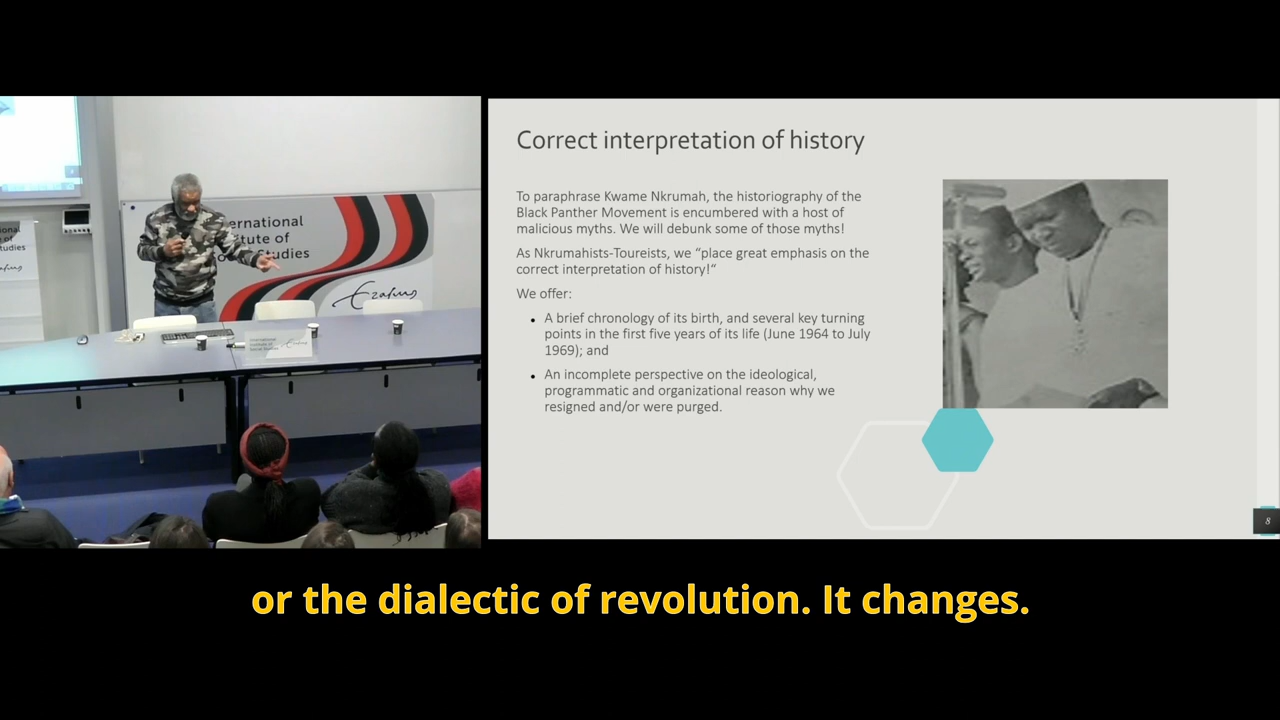 ernational
itute of
Social Studies
Erasmus
Correct interpretation of history
To paraphrase Kwame Nkrumah, the historiography of the
Black Panther Movement is encumbered with a host of
malicious myths. We will debunk some of those myths!
As Nkrumahists-Toureists, we “place great emphasis on the
correct interpretation of history!“
We offer:
• A brief chronology of its birth, and several key turning
points in the first five years of its life (June 1964 to July
1969); and
• An incomplete perspective on the ideological,
programmatic and organizational reason why we
resigned and/or were purged.
8
or the dialectic of revolution. It changes.